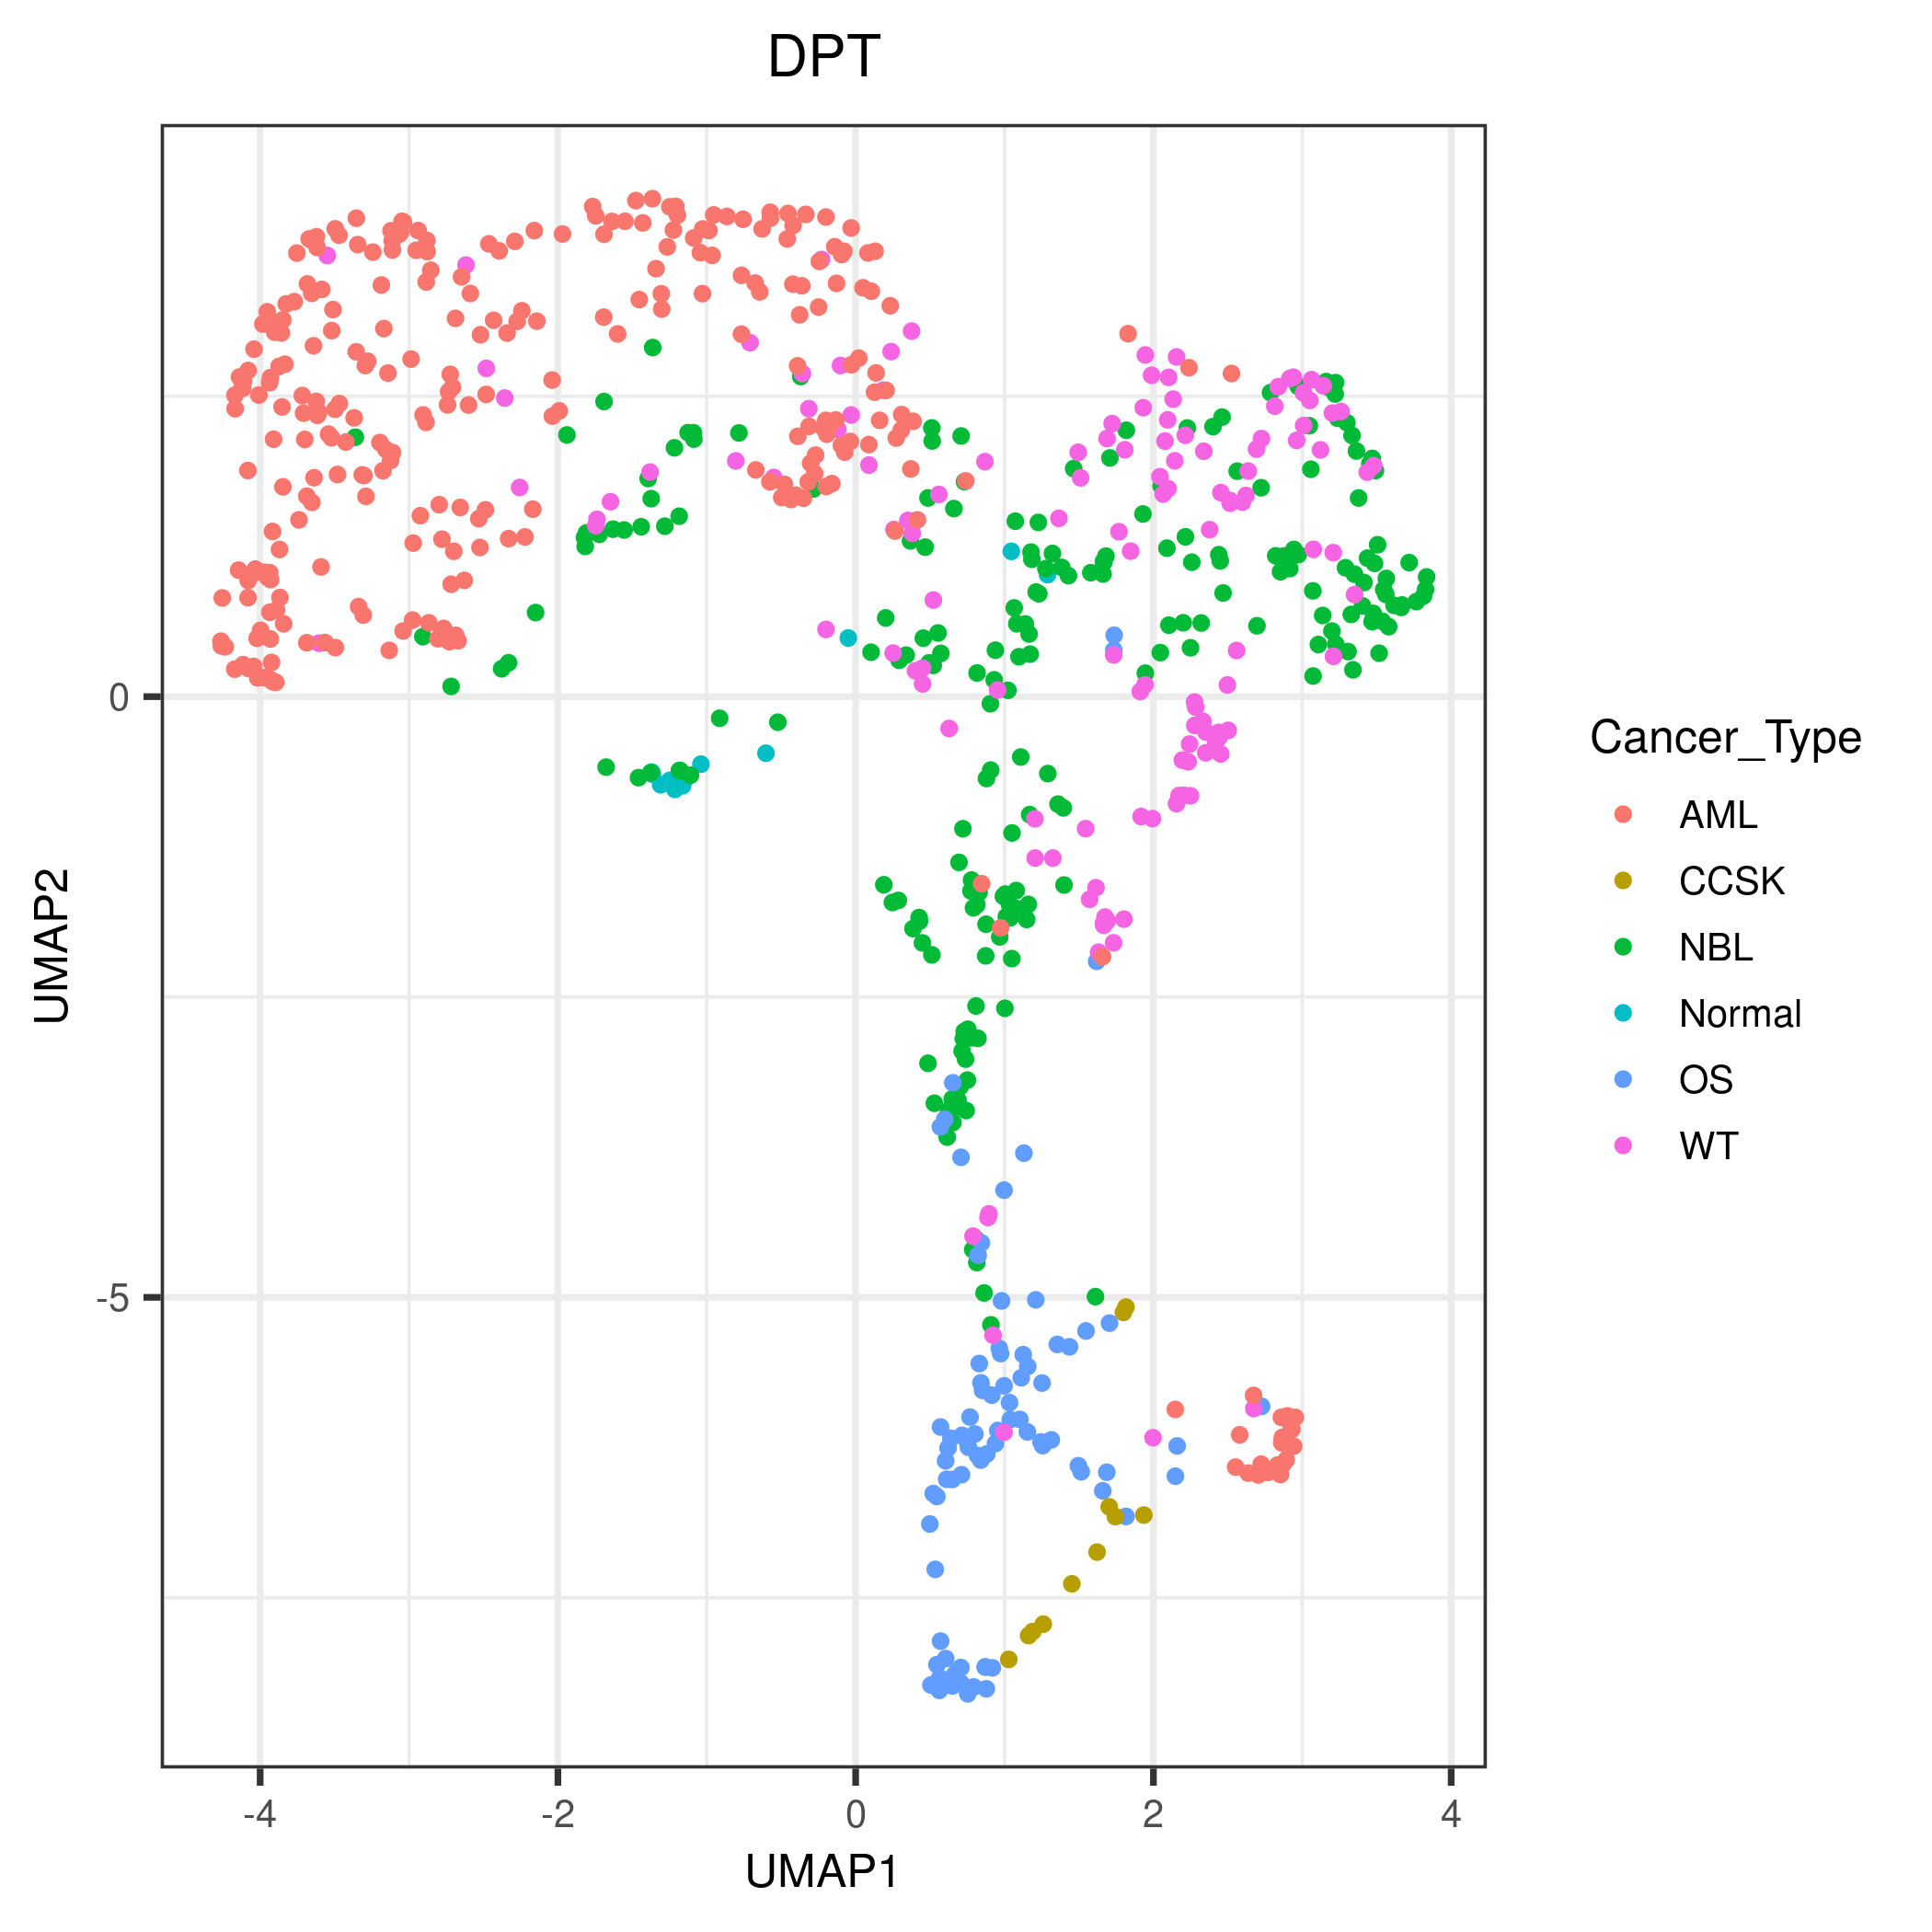 DPT
UMAP2
0
-5
-4
-2
0
2
4
UMAP1
Cancer_Type
AML
CCSK
NBL
Normal
OS
WT